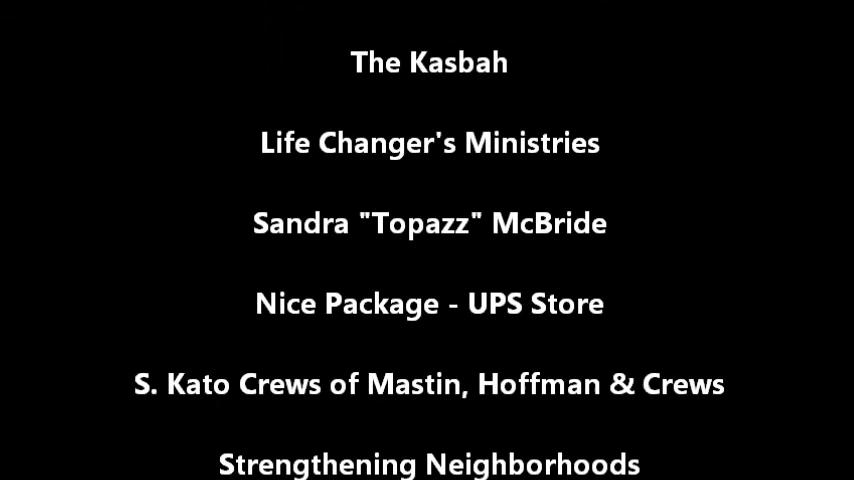 The Kasbah
Life Changer's Ministries
Sandra "Topazz" McBride
Nice Package - UPS Store
S. Kato Crews of Mastin, Hoffman & Crews
Strengthening Neighborhoods